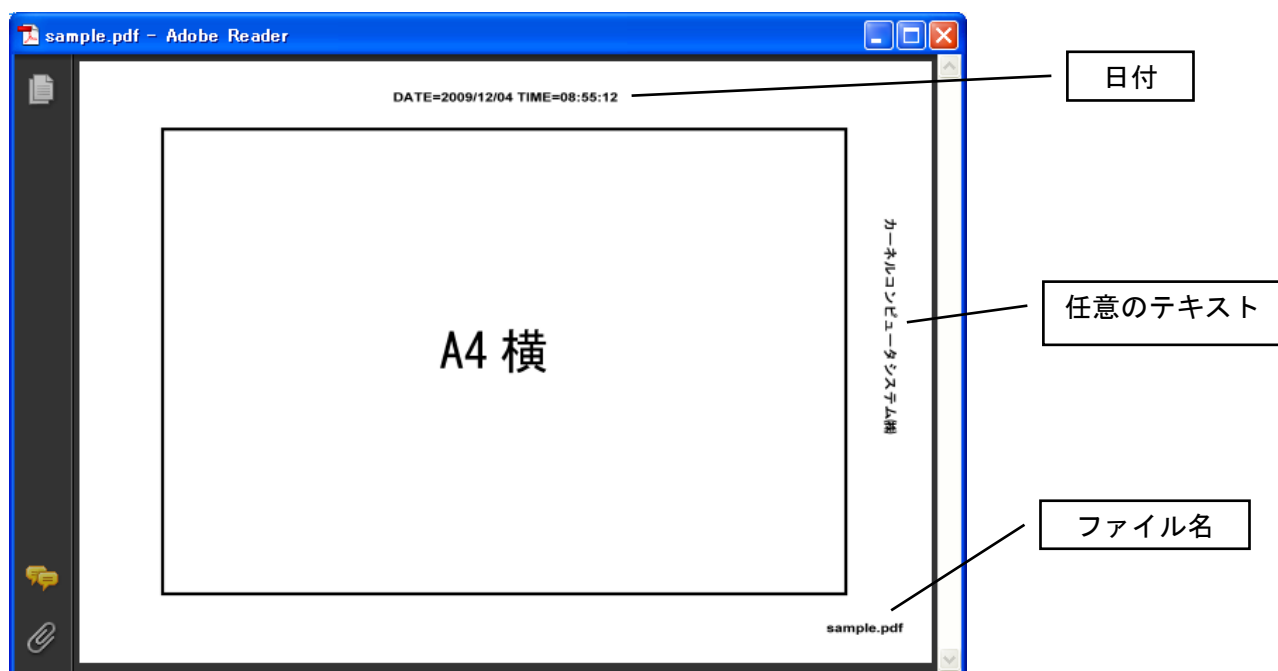 sample.pdf - Adobe Reader
DATE=2009/12/04 TIME=08:55:12
日付
カーネルコンピュータシステム㈱
任意のテキスト
A4 横
ファイル名
sample.pdf